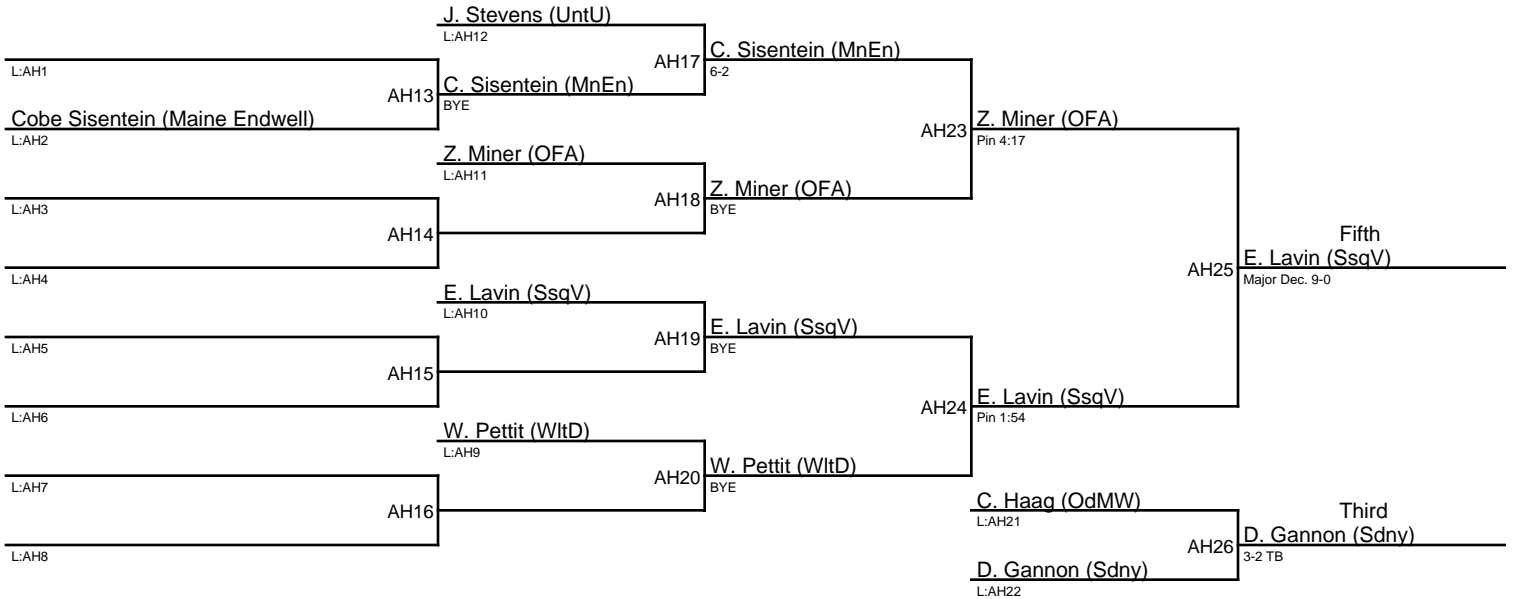 J. Stevens (UntU)
L:AH12
L:AH1
AH17
C. Sisentein (MnEn)
6-2
AH13
C. Sisentein (MnEn)
BYE
Cobe Sisentein (Maine Endwell)
L:AH2
AH23
Z. Miner (OFA)
Pin 4:17
Z. Miner (OFA)
L:AH11
L:AH3
AH18
Z. Miner (OFA)
BYE
AH14
L:AH4
Fifth
AH25
E. Lavin (SsqV)
Major Dec. 9-0
E. Lavin (SsqV)
L:AH10
L:AH5
AH19
E. Lavin (SsqV)
BYE
AH15
L:AH6
AH24
E. Lavin (SsqV)
Pin 1:54
W. Pettit (WltD)
L:AH9
L:AH7
AH20
W. Pettit (WltD)
BYE
AH16
L:AH8
C. Haag (OdMW)
L:AH21
Third
AH26
D. Gannon (Sdny)
3-2 TB
D. Gannon (Sdny)
L:AH22